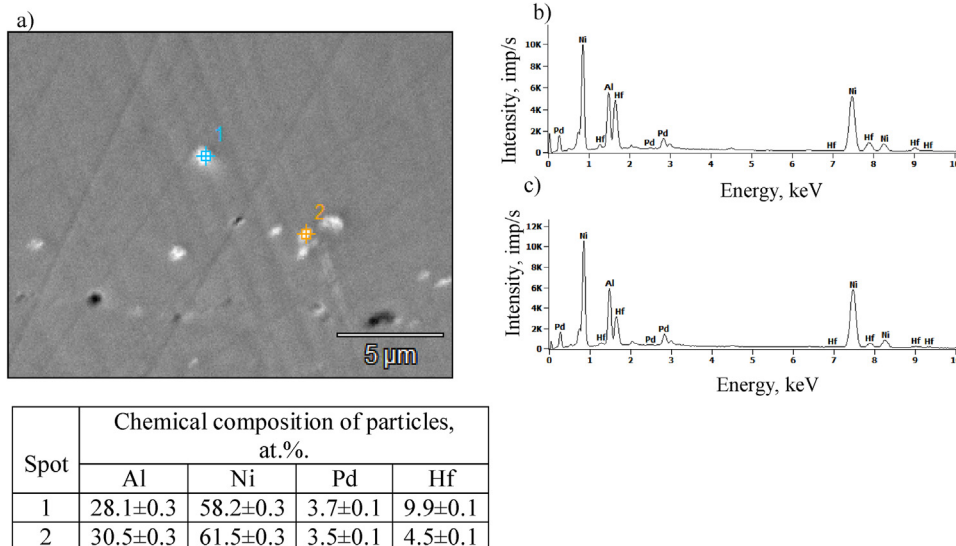 a)
1
2
5 µm
b)
Intensity, imp/s
10K
8K
6K
4K
2K
0
Pd
Ni
Hf
Al
Hf
Pd
Pd
Hf
Ni
Hf
Ni
Hf
Hf
0 1 2 3 4 5 6 7 8 9 10
Energy, keV
c)
Intensity, imp/s
12K
10K
8K
6K
4K
2K
0
Pd
Ni
Hf
Al
Hf
Pd
Pd
Hf
Ni
Hf
Ni
Hf
Hf
0 1 2 3 4 5 6 7 8 9 10
Energy, keV
Spot
Chemical composition of particles,
at.%.
Al Ni Pd Hf
1 28.1±0.3 58.2±0.3 3.7±0.1 9.9±0.1
2 30.5±0.3 61.5±0.3 3.5±0.1 4.5±0.1